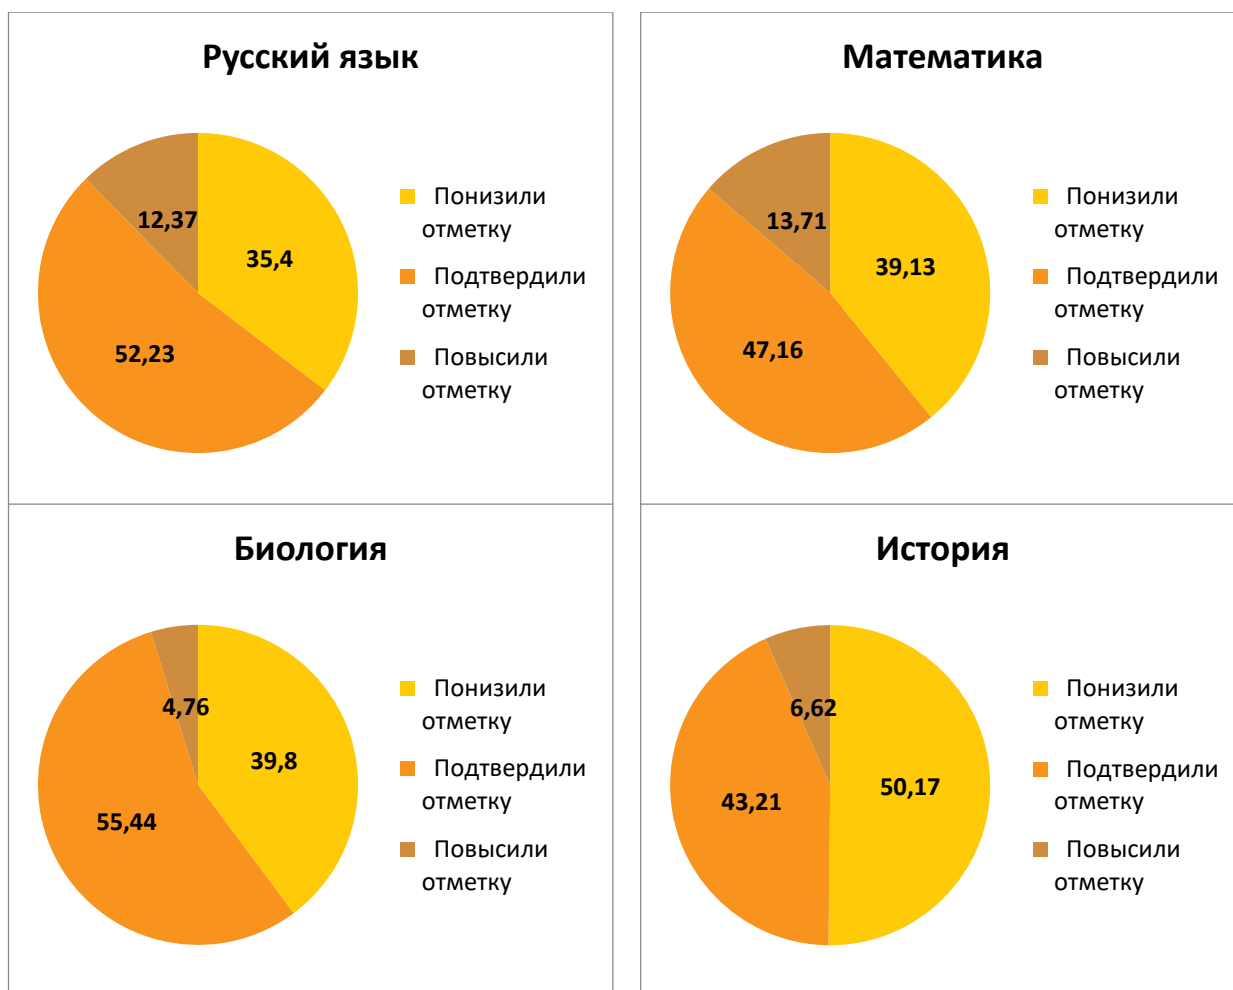 Русский язык
12,37
35,4
52,23
Понизили
отметку
Подтвердили
отметку
Повысили
отметку
Математика
13,71
39,13
47,16
Понизили
отметку
Подтвердили
отметку
Повысили
отметку
Биология
4,76
39,8
55,44
Понизили
отметку
Подтвердили
отметку
Повысили
отметку
История
6,62
50,17
43,21
Понизили
отметку
Подтвердили
отметку
Повысили
отметку